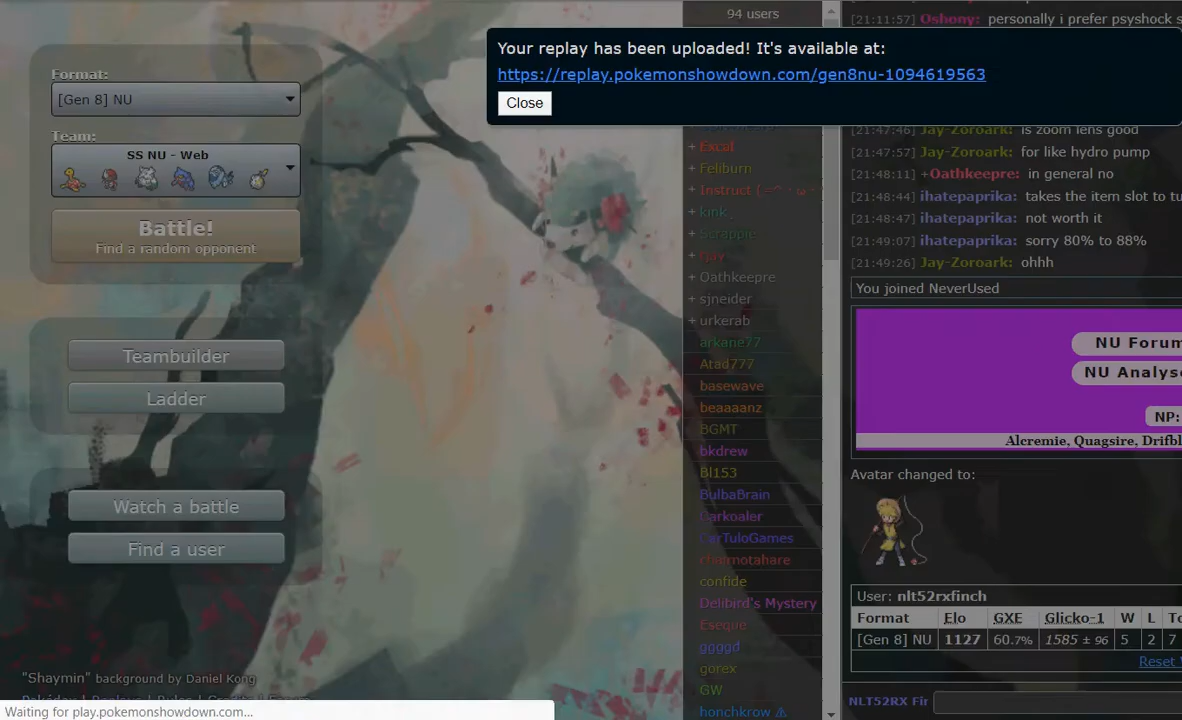 94 users
[21:11:57] Oshony: personally i prefer psyshock s
Your replay has been uploaded! It's available at:
https://replay.pokemonshowdown.com/gen8nu-1094619563
Close
Format:
[Gen 8] NU
Team:
SS NU - Web
Battle!
Find a random opponent
Teambuilder
Ladder
Watch a battle
Find a user
"Shaymin" background by Daniel Kong
Waiting for play.pokemonshowdown.com...
+ Excal
+ Feliburn
+ Instruct
+ kink
+ Scrappie
+ Oathkeepre
+ sjneider
+ urkerab
arkane77
Atad777
basewave
beaaaanz
BGMT
bkdrew
Bl153
BulbaBrain
Carkoaler
CarTuloGames
charmotahare
confide
Delibird's Mystery
Eseque
ggggd
gorex
GW
honchkrow
[21:47:46] Jay-Zoroark: is zoom lens good
[21:47:57] Jay-Zoroark: for like hydro pump
[21:48:11] +Oathkeepre: in general no
[21:48:44] ihatepaprika: takes the item slot to tu
[21:48:47] ihatepaprika: not worth it
[21:49:07] ihatepaprika: sorry 80% to 88%
[21:49:26] Jay-Zoroark: ohhh
You joined NeverUsed
NU Forum
NU Analyse
NP:
Alcremie, Quagsire, Drifbl
Avatar changed to:
User: nlt52rxfinch
Format Elo GXE Glicko-1 W L To
[Gen 8] NU 1127 60.7% 1585 ± 96 5 2 7
Reset
NLT52RX Fir